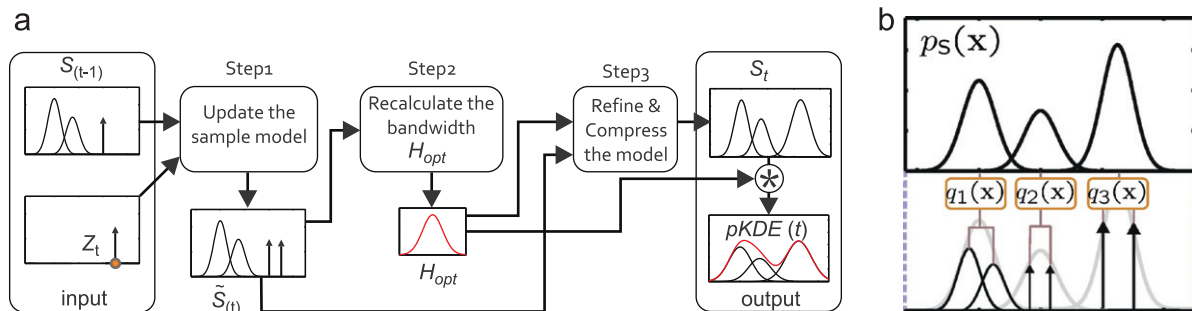 a
S(t-1)
Step1
Update the
sample model
Step2
Recalculate the
bandwidth
Hopt
Step3
Refine &
Compress
the model
St
*
Zt
input
S̃(t)
Hopt
pKDE (t)
output
b
pS(x)
q1(x) q2(x) q3(x)